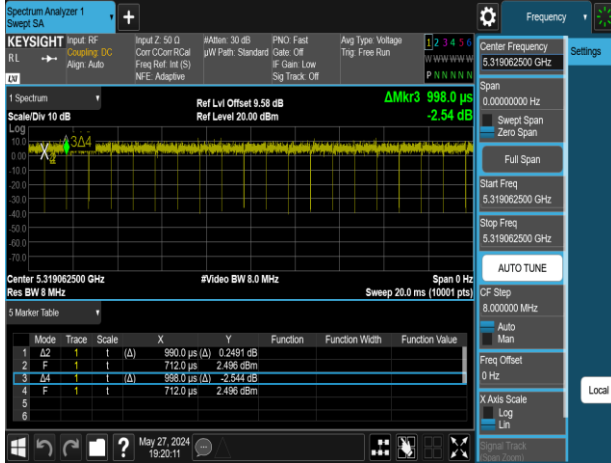 Spectrum Analyzer 1
Swept SA
+
Frequency
KEYSIGHT
RL
LXI
Input: RF
Coupling: DC
Align: Auto
Input Z: 50 Ω
Corr CCorr RCal
Freq Ref: Int (S)
NFE: Adaptive
#Atten: 30 dB
µW Path: Standard
PNO: Fast
Gate: Off
IF Gain: Low
Sig Track: Off
Avg Type: Voltage
Trig: Free Run
1 2 3 4 5 6
W W W W W W
P N N N N N
1 Spectrum
Scale/Div 10 dB
Log
Ref Lvl Offset 9.58 dB
Ref Level 20.00 dBm
ΔMkr3 998.0 µs
-2.54 dB
10.0
0.00
-10.0
-20.0
-30.0
-40.0
-50.0
-60.0
-70.0
3Δ4
Center 5.319062500 GHz
Res BW 8 MHz
#Video BW 8.0 MHz
Span 0 Hz
Sweep 20.0 ms (10001 pts)
5 Marker Table
Mode Trace Scale X Y Function Function Width Function Value
1 Δ2 1 t (Δ) 990.0 µs (Δ) 0.2491 dB
2 F 1 t 712.0 µs 2.496 dBm
3 Δ4 1 t (Δ) 998.0 µs (Δ) -2.544 dB
4 F 1 t 712.0 µs 2.496 dBm
5
6
?
May 27, 2024
19:20:11
Center Frequency
5.319062500 GHz
Span
0.00000000 Hz
Swept Span
Zero Span
Full Span
Start Freq
5.319062500 GHz
Stop Freq
5.319062500 GHz
AUTO TUNE
CF Step
8.000000 MHz
Auto
Man
Freq Offset
0 Hz
X Axis Scale
Log
Lin
Signal Track
(Span Zoom)
Settings
Local